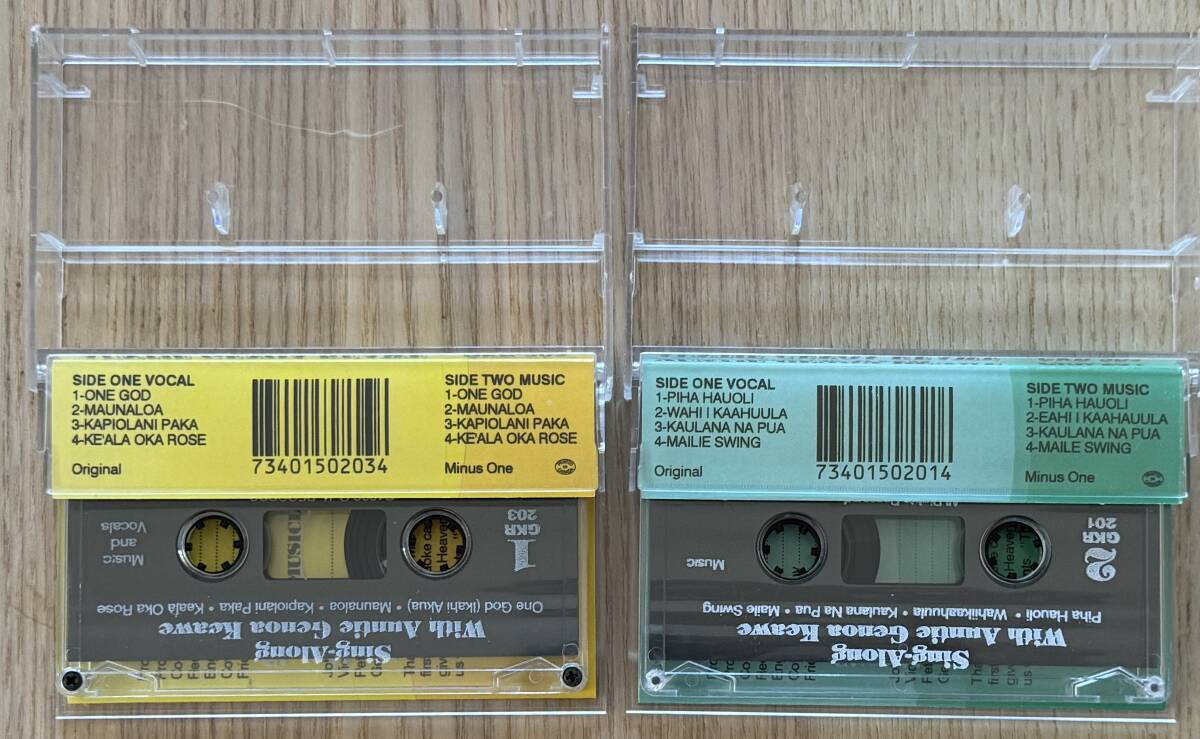 SIDE ONE VOCAL
1-ONE GOD
2-MAUNALOA
3-KAPIOLANI PAKA
4-KE'ALA OKA ROSE
Original
73401502034
SIDE TWO MUSIC
1-ONE GOD
2-MAUNALOA
3-KAPIOLANI PAKA
4-KE'ALA OKA ROSE
Minus One
Sing-Along
With Auntie Genoa Keawe
One God (Ikahi Akua) • Maunaloa • Kapiolani Paka • Keala Oka Rose
1
GKR
203
Music
and
Vocals
MUSIC
Heaven
SIDE ONE VOCAL
1-PIHA HAUOLI
2-WAHI I KAAHUULA
3-KAULANA NA PUA
4-MAILIE SWING
Original
73401502014
SIDE TWO MUSIC
1-PIHA HAUOLI
2-EAHI I KAAHAUULA
3-KAULANA NA PUA
4-MAILE SWING
Minus One
Sing-Along
With Auntie Genoa Keawe
Piha Hauoli • Wahiikaahuula • Kaulana Na Pua • Maile Swing
2
GKR
201
Music
Heaven